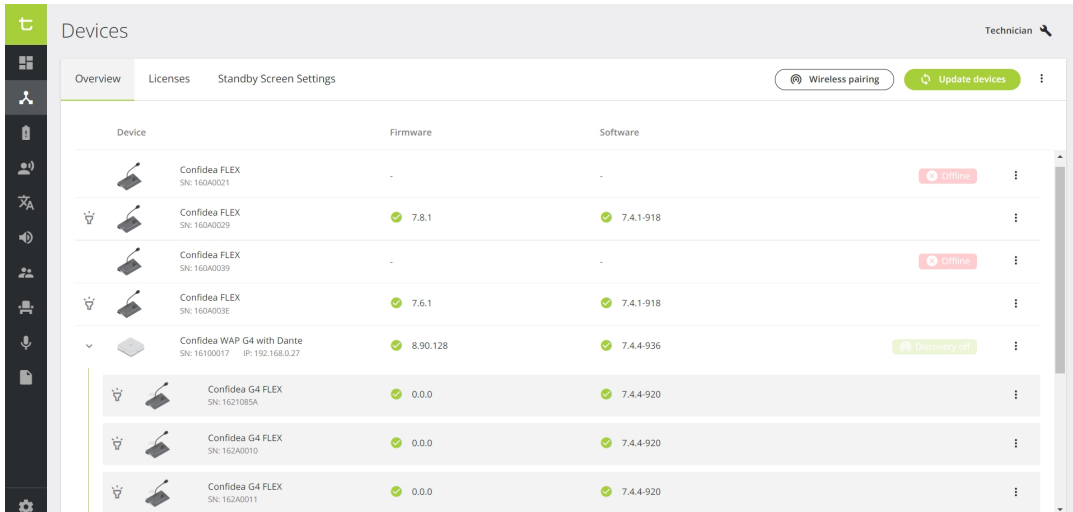 t
Devices
Technician
Overview Licenses Standby Screen Settings Wireless pairing Update devices
Device Firmware Software
Confidea FLEX
SN: 160A0021 - - Offline
Confidea FLEX
SN: 160A0029 7.8.1 7.4.1-918
Confidea FLEX
SN: 160A0039 - - Offline
Confidea FLEX
SN: 160A003E 7.6.1 7.4.1-918
Confidea WAP G4 with Dante
SN: 16100017 IP: 192.168.0.27 8.90.128 7.4.4-936 Discovery off
Confidea G4 FLEX
SN: 1621085A 0.0.0 7.4.4-920
Confidea G4 FLEX
SN: 162A0010 0.0.0 7.4.4-920
Confidea G4 FLEX
SN: 162A0011 0.0.0 7.4.4-920